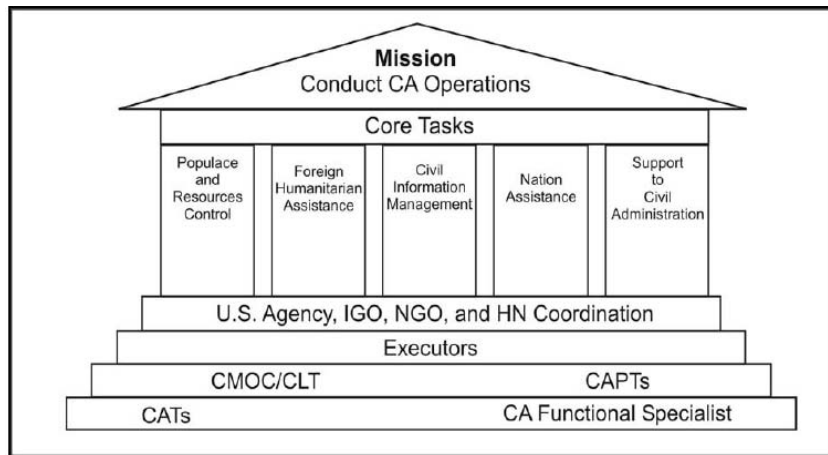 Mission
Conduct CA Operations
Core Tasks
Populace
and
Resources
Control
Foreign
Humanitarian
Assistance
Civil
Information
Management
Nation
Assistance
Support
to
Civil
Administration
U.S. Agency, IGO, NGO, and HN Coordination
Executors
CMOC/CLT CAPTs
CATs CA Functional Specialist